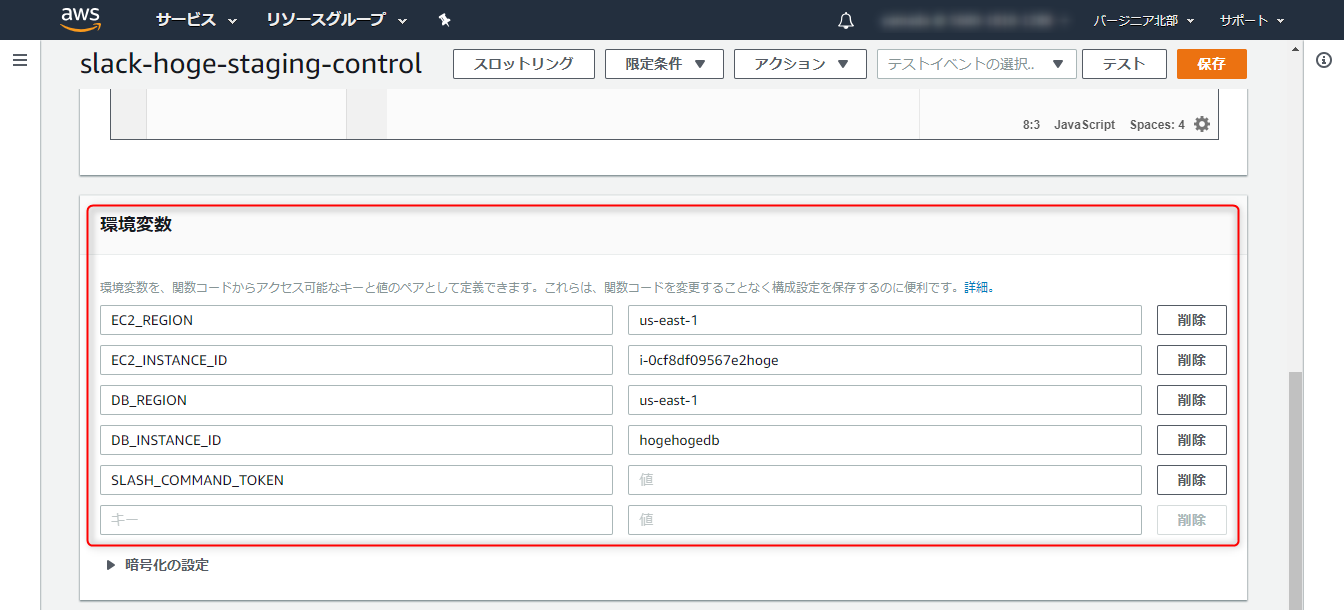 aws サービス リソースグループ バージニア北部 サポート
slack-hoge-staging-control スロットリング 限定条件 アクション テストイベントの選択.. テスト 保存
8:3 JavaScript Spaces: 4
環境変数
環境変数を、関数コードからアクセス可能なキーと値のペアとして定義できます。これらは、関数コードを変更することなく構成設定を保存するのに便利です。詳細。
EC2_REGION us-east-1 削除
EC2_INSTANCE_ID i-0cf8df09567e2hoge 削除
DB_REGION us-east-1 削除
DB_INSTANCE_ID hogehogedb 削除
SLASH_COMMAND_TOKEN 値 削除
キー 値 削除
暗号化の設定